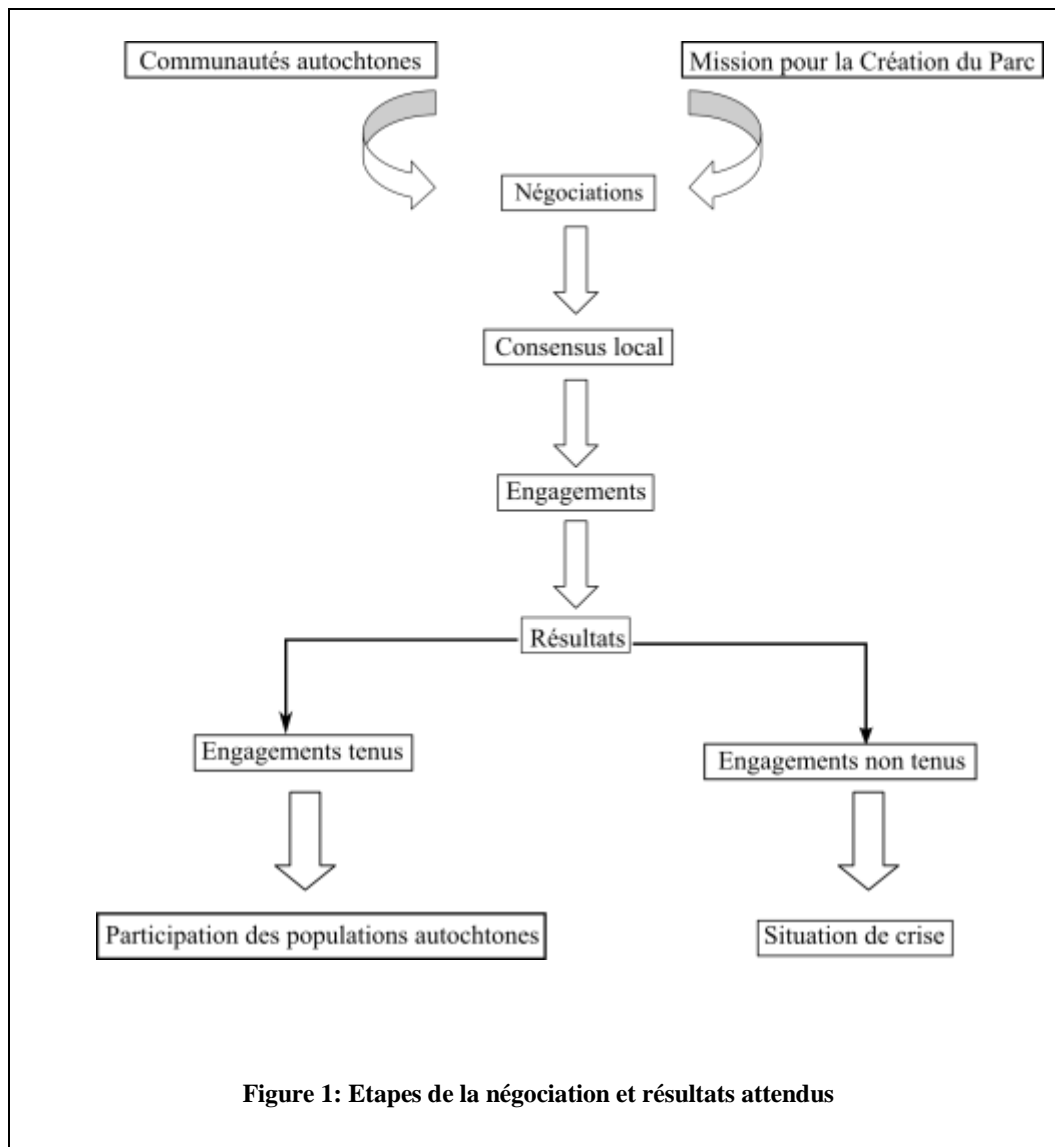 Communautés autochtones
Mission pour la Création du Parc
Négociations
Consensus local
Engagements
Résultats
Engagements tenus
Engagements non tenus
Participation des populations autochtones
Situation de crise
Figure 1: Etapes de la négociation et résultats attendus